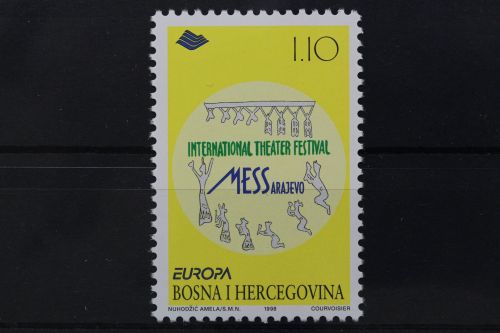 1.10
INTERNATIONAL THEATER FESTIVAL
MESSARAJEVO
EUROPA
BOSNA I HERCEGOVINA
NUHODŽIĆ AMELA/S.M.N. 1998 COURVOISIER